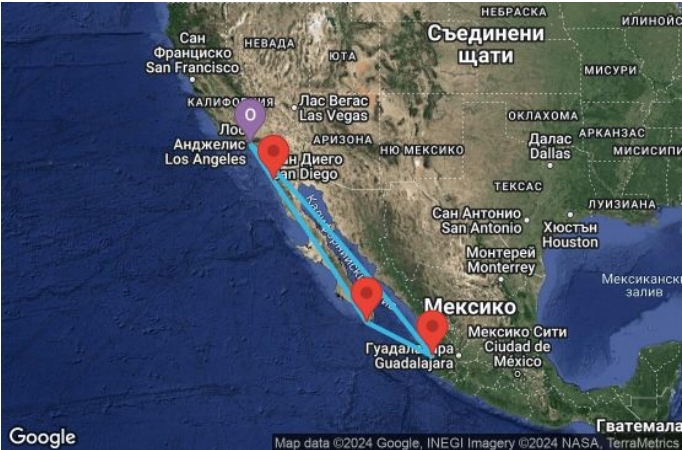 НЕБРАСКА
ИЛИНОЙС
Сан
Франциско
San Francisco
НЕВАДА
ЮТА
Съединени
щати
МИСУРИ
КАЛИФОРНИЯ
Лас Вегас
Las Vegas
O
ОКЛАХОМА
АРКАНЗАС
Лос
Анджелис
Los Angeles
АРИЗОНА
НЮ МЕКСИКО
Далас
Dallas
МИСИСИПИ
Диего
San Diego
ТЕКСАС
ЛУИЗИАНА
Сан Антонио
San Antonio
Хюстън
Houston
Монтерей
Monterrey
Мексикански
залив
Мексико
Гуадалахара
Guadalajara
Мексико Сити
Ciudad de
México
Гватемала
Google
Map data ©2024 Google, INEGI Imagery ©2024 NASA, TerraMetrics